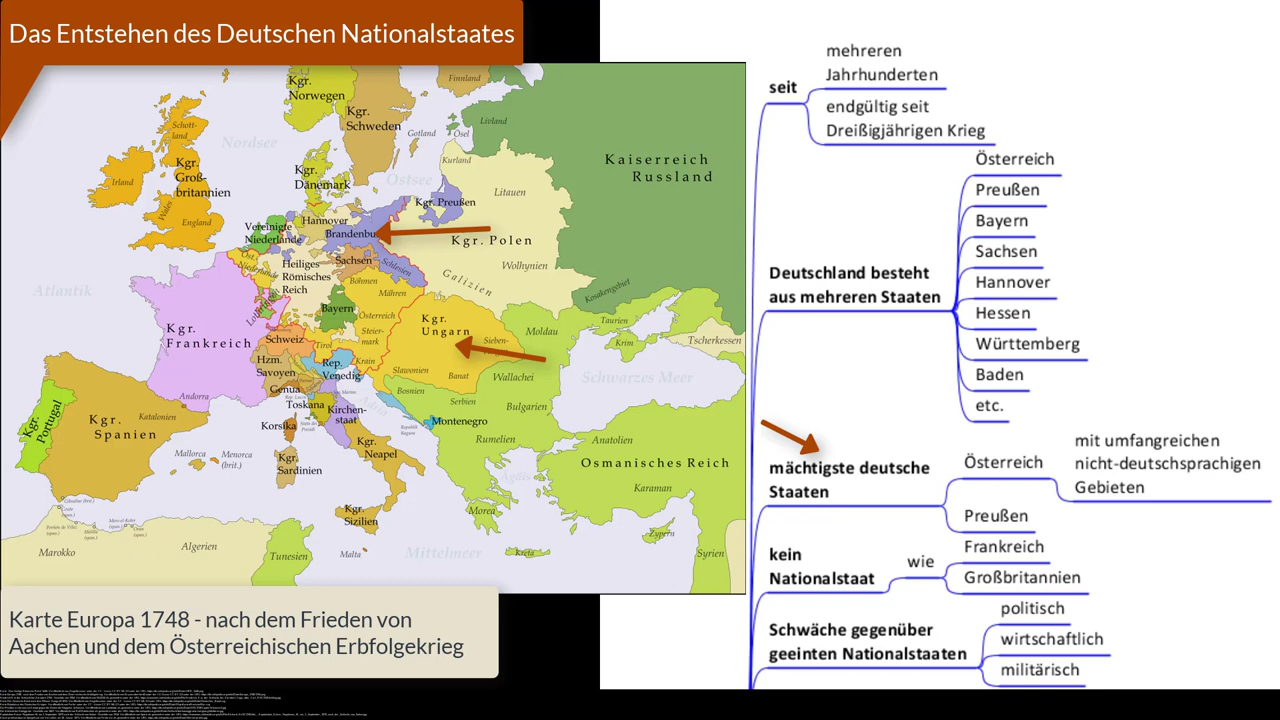 Das Entstehen des Deutschen Nationalstaates
Kgr.
Norwegen
Finnland
Kgr.
Schweden
Schott-
land
Nordsee
Gotland
Ösel
Livland
Kgr.
Groß-
britannien
Irland
Wales
England
Kgr.
Dänemark
Ostsee
Kurland
Litauen
Kaiserreich
Russland
Kgr. Preußen
Vereinigte
Niederlande
Hannover
Brandenbu
Kgr. Polen
Wolhynien
Öst.
Niederlande
Heiliges
Römisches
Reich
Sachsen
Schlesien
Böhmen
Mähren
Galizien
Kosakengebiet
Atlantik
Kgr.
Frankreich
Bayern
Österreich
Steier-
mark
Kgr.
Ungarn
Sieben-
Moldau
Taurien
Krim
Tscherkessen
Schweiz
Tirol
Krain
Hzm.
Savoyen
Rep.
Venedig
Slawonien
Banat
Wallachei
Schwarzes Meer
Genua
Toskana
Kirchen-
staat
Bosnien
Serbien
Bulgarien
Montenegro
Andorra
Kgr.
Portugal
Kgr.
Spanien
Katalonien
Korsika
Kgr.
Neapel
Rumelien
Anatolien
Osmanisches Reich
Mallorca
Menorca
(brit.)
Kgr.
Sardinien
Ägäis
Karaman
Morea
Kgr.
Sizilien
Zypern
Marokko
Algerien
Tunesien
Malta
Mittelmeer
Kreta
Syrien
Karte Europa 1748 - nach dem Frieden von
Aachen und dem Österreichischen Erbfolgekrieg
seit
mehreren
Jahrhunderten
endgültig seit
Dreißigjährigen Krieg
Deutschland besteht
aus mehreren Staaten
Österreich
Preußen
Bayern
Sachsen
Hannover
Hessen
Württemberg
Baden
etc.
mächtigste deutsche
Staaten
Österreich
mit umfangreichen
nicht-deutschsprachigen
Gebieten
Preußen
kein
Nationalstaat
wie
Frankreich
Großbritannien
Schwäche gegenüber
geeinten Nationalstaaten
politisch
wirtschaftlich
militärisch